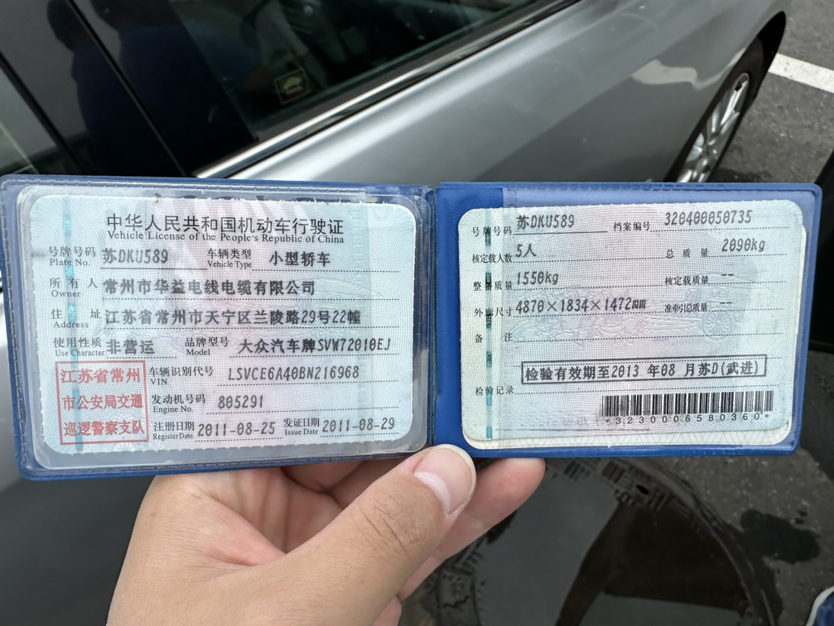 中华人民共和国机动车行驶证
Vehicle License of the People's Republic of China
号牌号码 苏DKU589 车辆类型 小型轿车
Plate No. Vehicle Type
所有人 常州市华益电线电缆有限公司
Owner
住址 江苏省常州市天宁区兰陵路29号22幢
Address
使用性质 非营运 品牌型号 大众汽车牌SVW72010EJ
Use Character Model
江苏省常州
市公安局交通
巡逻警察支队
车辆识别代号 LSVCE6A40BN216968
VIN
发动机号码 805291
Engine No.
注册日期 2011-08-25 发证日期 2011-08-29
Register Date Issue Date
号牌号码 苏DKU589 档案编号 320400050735
核定载人数 5人 总质量 2090kg
整备质量 1550kg 核定载质量 --
外廓尺寸 4870×1834×1472mm 准牵引总质量 --
备注
检验有效期至2013 年08 月苏D(武进)
检验记录
*3230006580360*